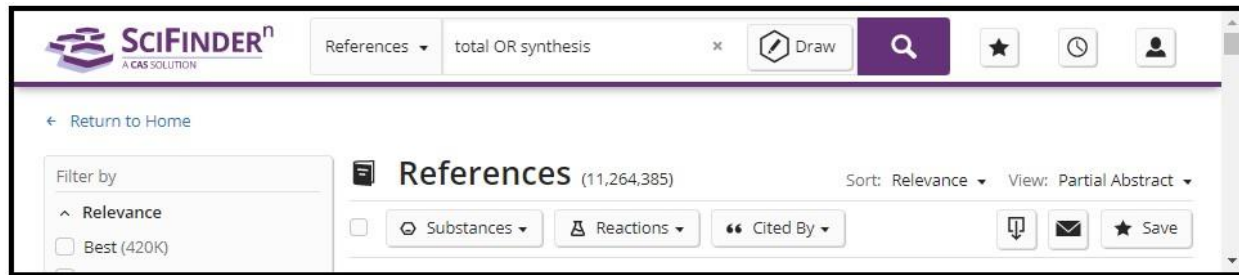 SCIFINDERⁿ
A CAS SOLUTION
References total OR synthesis × Draw
Return to Home
Filter by
Relevance
Best (420K)
References (11,264,385)
Sort: Relevance View: Partial Abstract
Substances Reactions Cited By Save